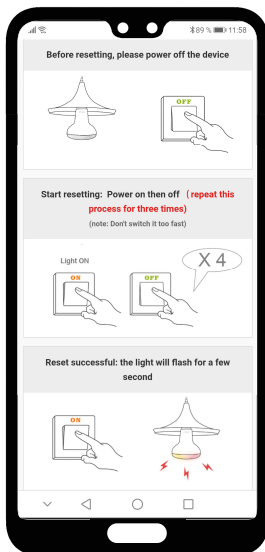 89 % 11:58
Before resetting, please power off the device
OFF
Start resetting: Power on then off ( repeat this
process for three times)
(note: Don't switch it too fast)
Light ON
X 4
ON
OFF
Reset successful: the light will flash for a few
second
ON